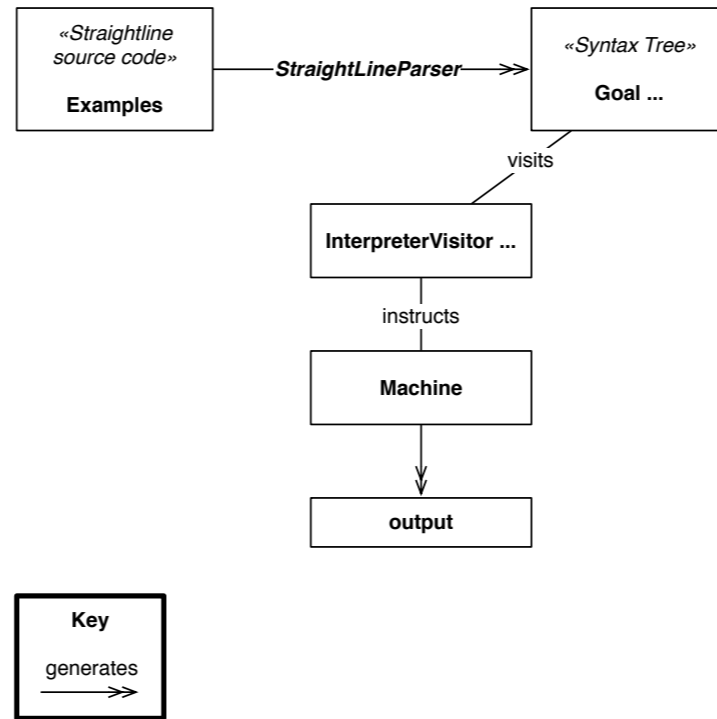 «Straightline
source code»
Examples
StraightLineParser
«Syntax Tree»
Goal ...
visits
InterpreterVisitor ...
instructs
Machine
output
Key
generates